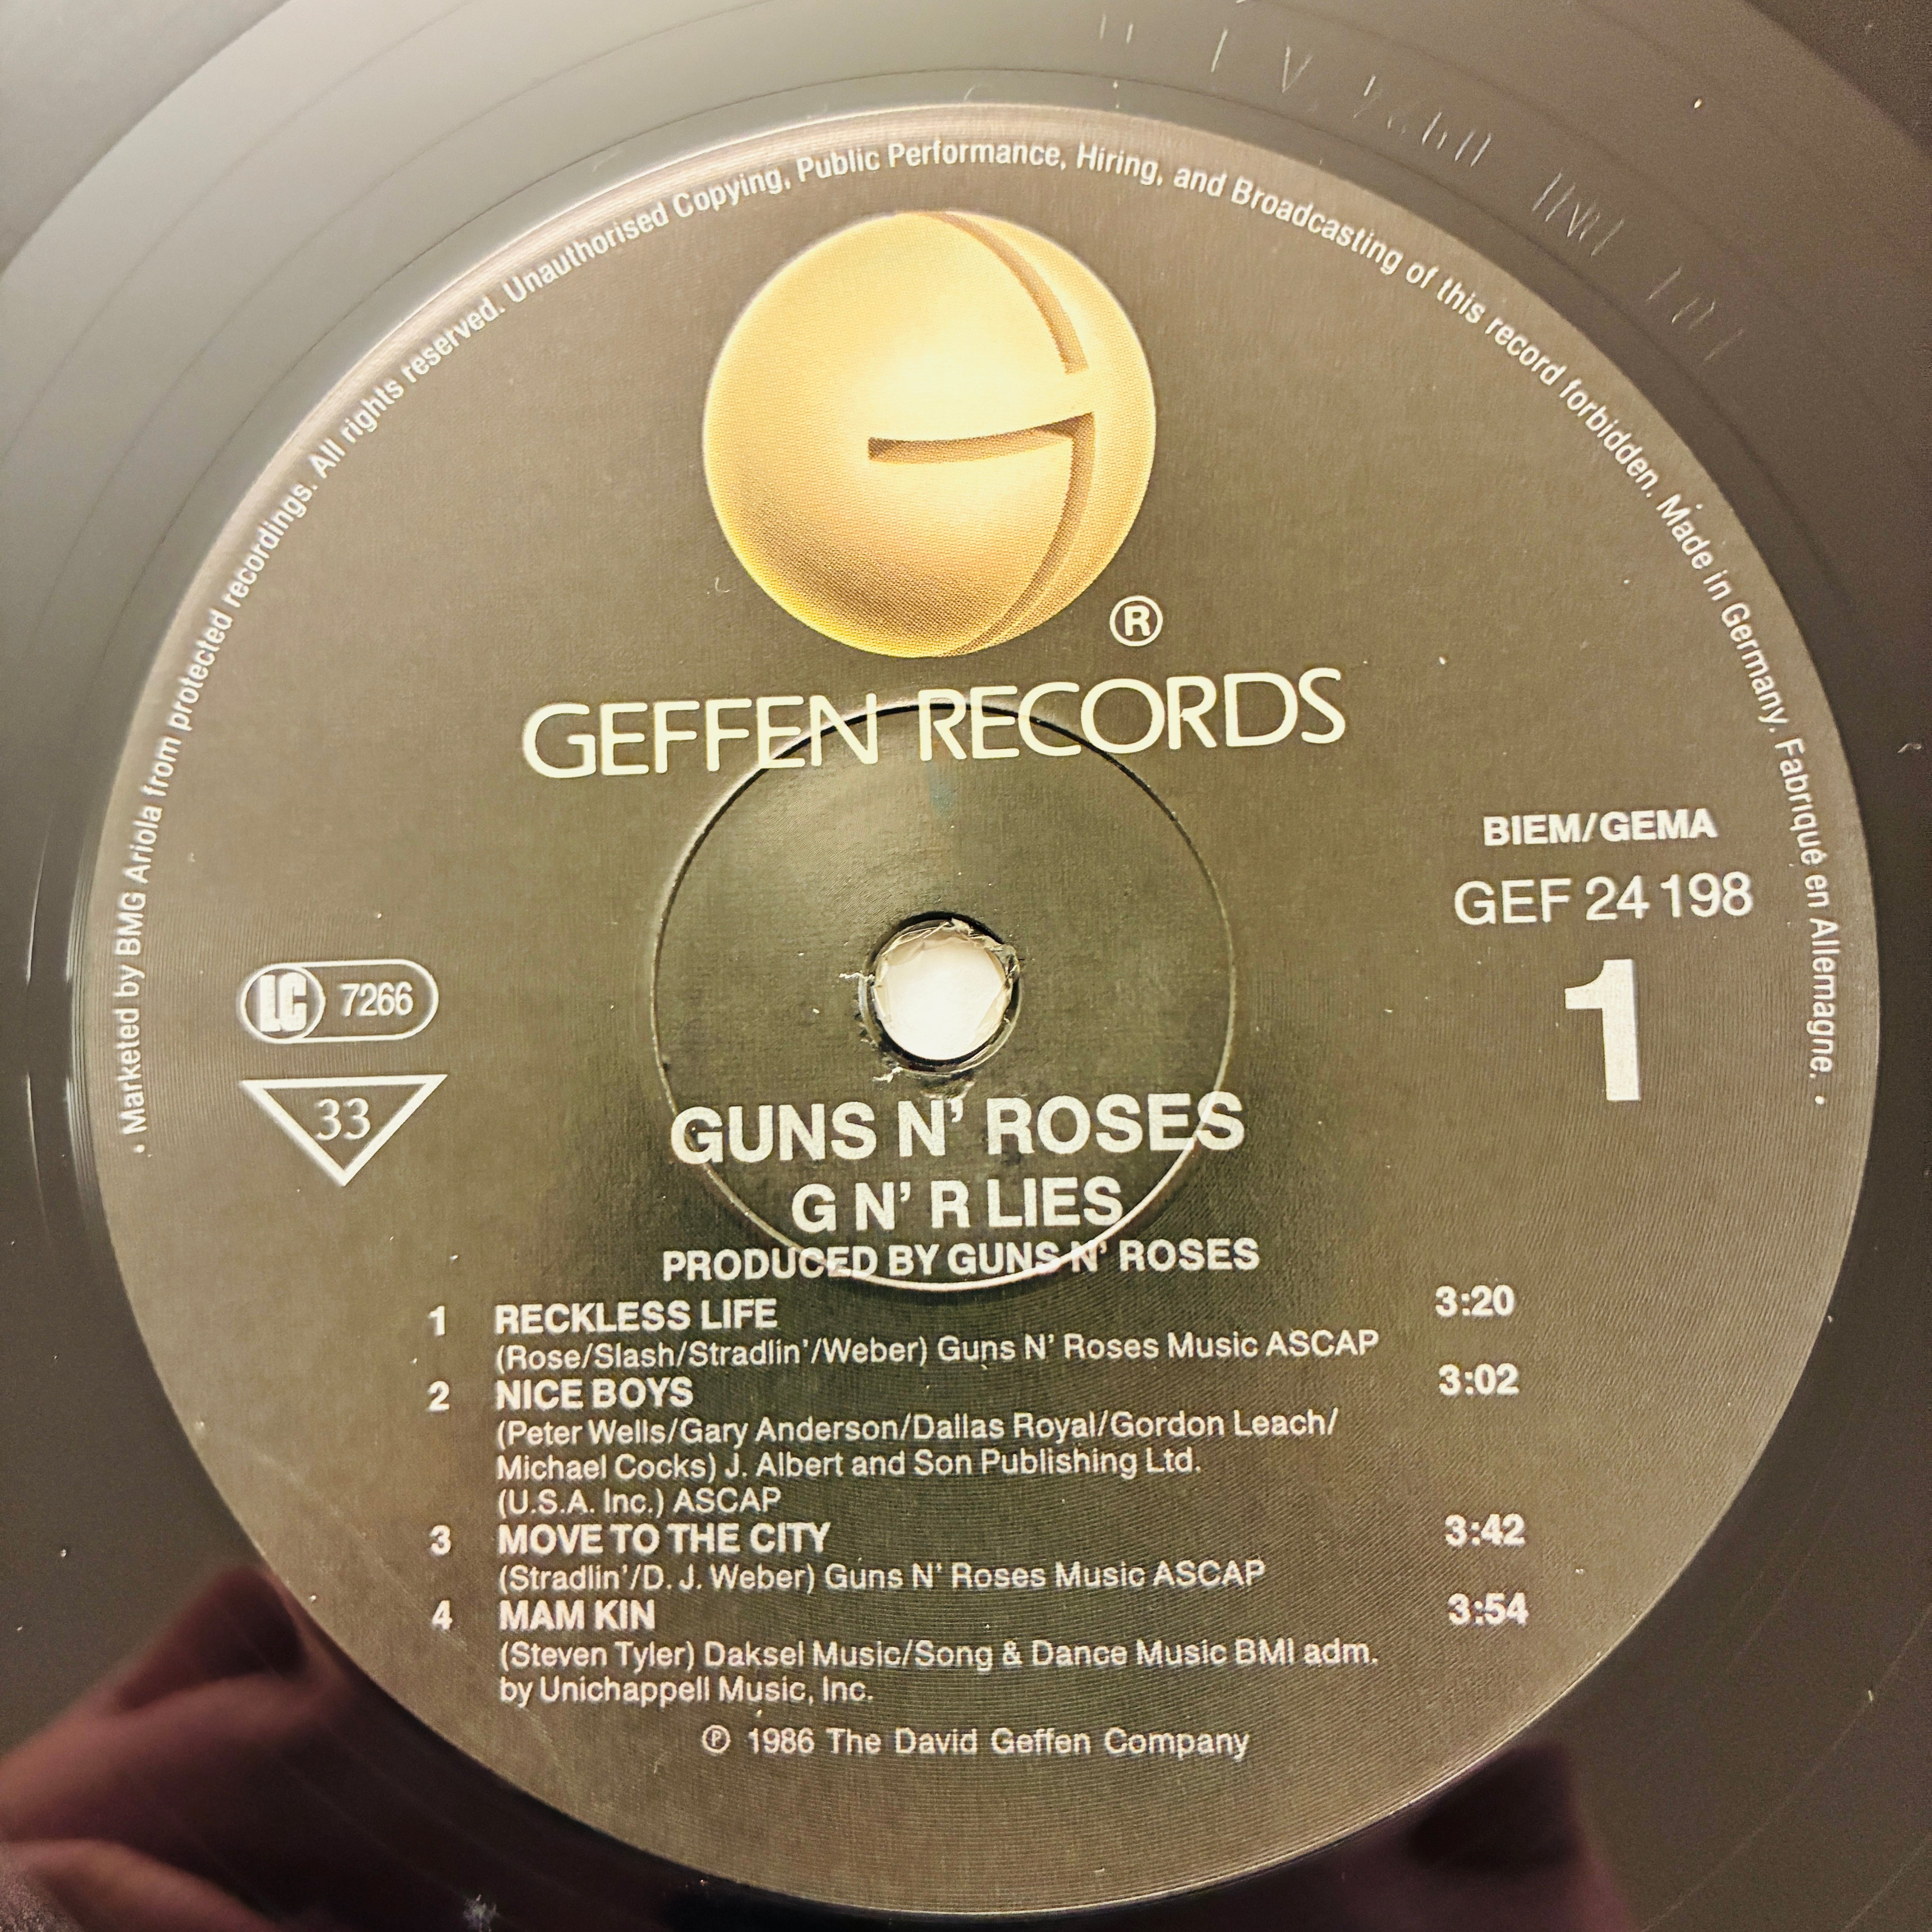 • Marketed by BMG Ariola from protected recordings. All rights reserved. Unauthorised Copying, Public Performance, Hiring, and Broadcasting of this record forbidden. Made in Germany. Fabriqué en Allemagne. •
®
GEFFEN RECORDS
BIEM/GEMA
GEF 24 198
1
LC 7266
33
GUNS N' ROSES
G N' R LIES
PRODUCED BY GUNS N' ROSES
1 RECKLESS LIFE 3:20
(Rose/Slash/Stradlin'/Weber) Guns N' Roses Music ASCAP
2 NICE BOYS 3:02
(Peter Wells/Gary Anderson/Dallas Royal/Gordon Leach/
Michael Cocks) J. Albert and Son Publishing Ltd.
(U.S.A. Inc.) ASCAP
3 MOVE TO THE CITY 3:42
(Stradlin'/D. J. Weber) Guns N' Roses Music ASCAP
4 MAM KIN 3:54
(Steven Tyler) Daksel Music/Song & Dance Music BMI adm.
by Unichappell Music, Inc.
℗ 1986 The David Geffen Company